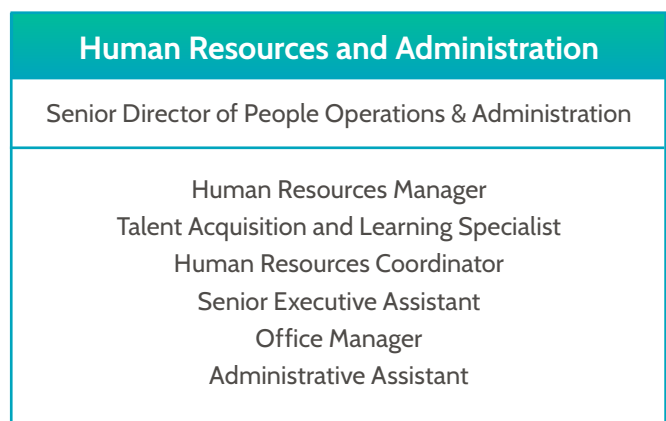 Human Resources and Administration
Senior Director of People Operations & Administration
Human Resources Manager
Talent Acquisition and Learning Specialist
Human Resources Coordinator
Senior Executive Assistant
Office Manager
Administrative Assistant